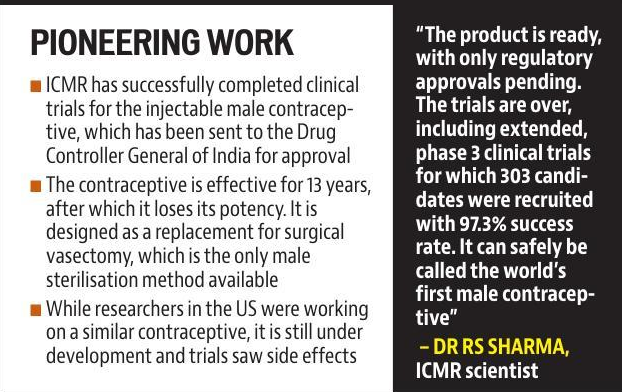 PIONEERING WORK
■ ICMR has successfully completed clinical
trials for the injectable male contracep-
tive, which has been sent to the Drug
Controller General of India for approval
■ The contraceptive is effective for 13 years,
after which it loses its potency. It is
designed as a replacement for surgical
vasectomy, which is the only male
sterilisation method available
■ While researchers in the US were working
on a similar contraceptive, it is still under
development and trials saw side effects
“The product is ready,
with only regulatory
approvals pending.
The trials are over,
including extended,
phase 3 clinical trials
for which 303 candi-
dates were recruited
with 97.3% success
rate. It can safely be
called the world’s
first male contracep-
tive”
– DR RS SHARMA,
ICMR scientist